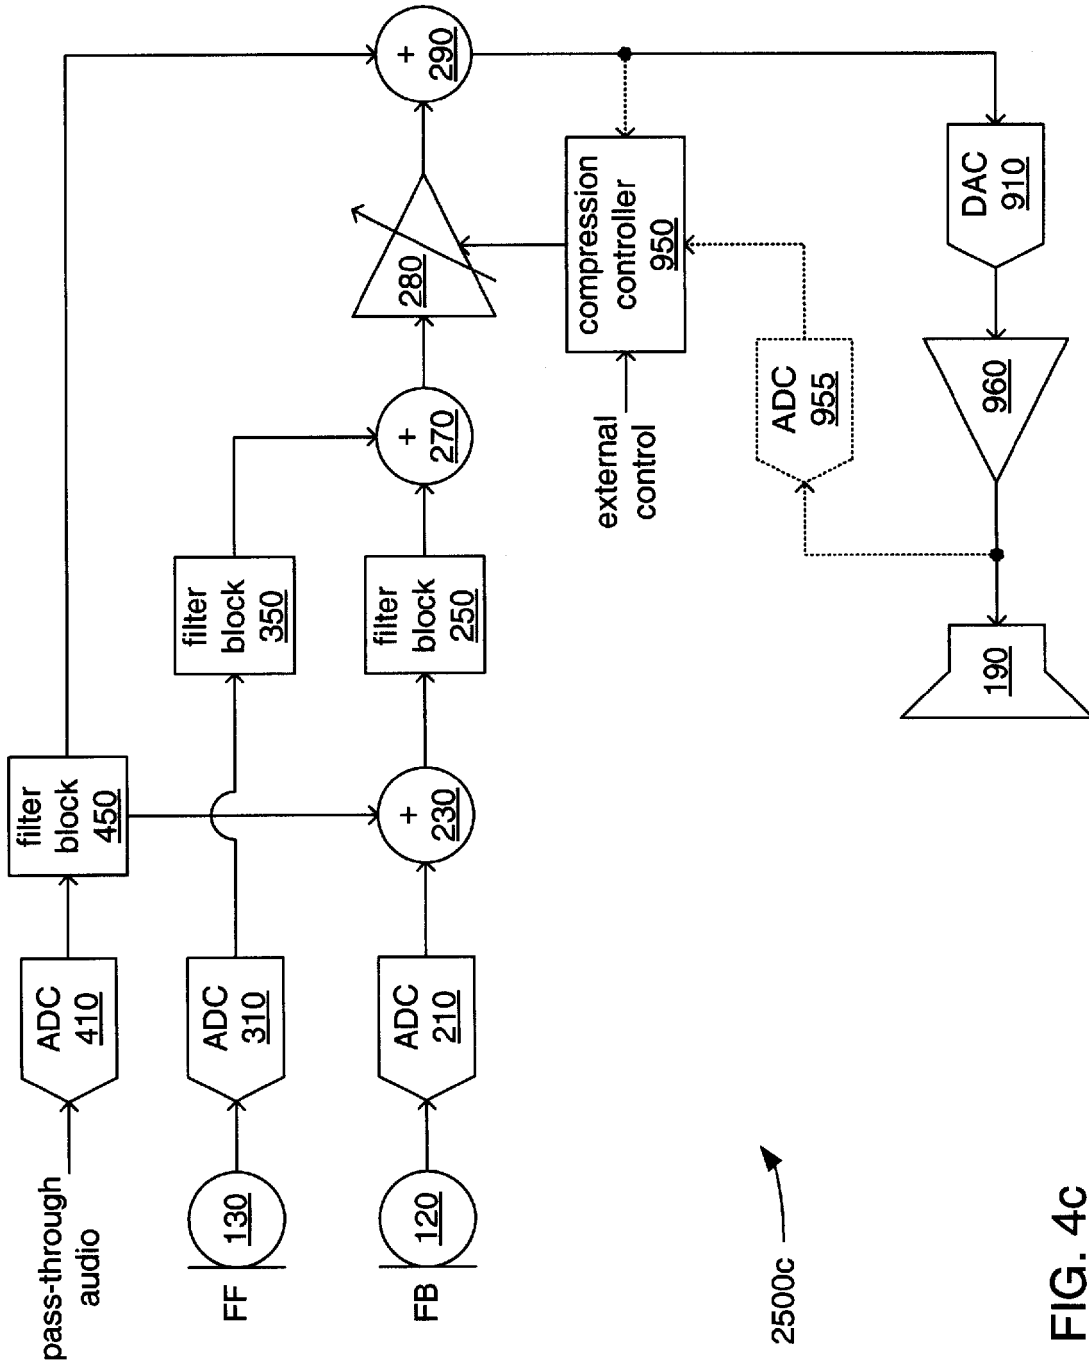 pass-through
audio
ADC
410
filter
block
450
+
290
FF
130
ADC
310
filter
block
350
FB
120
ADC
210
+
230
filter
block
250
+
270
280
external
control
compression
controller
950
ADC
955
DAC
910
960
190
2500c
FIG. 4c